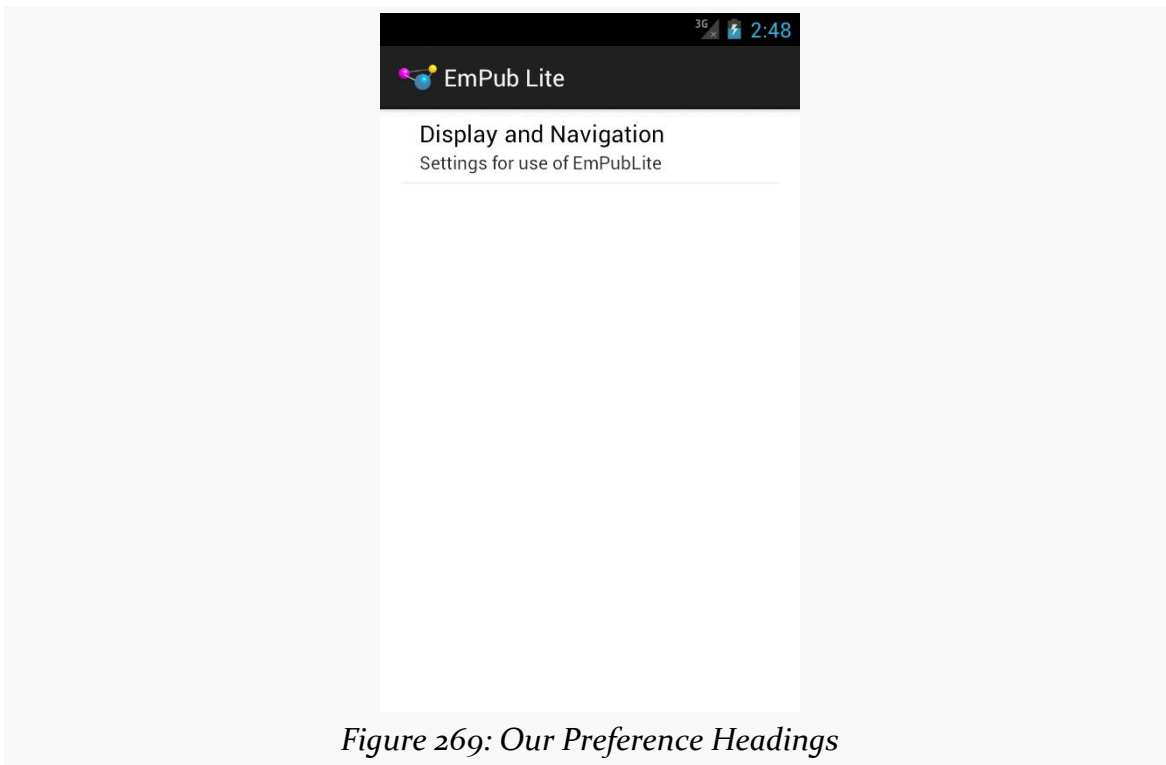 3G 2:48
EmPub Lite
Display and Navigation
Settings for use of EmPubLite
Figure 269: Our Preference Headings